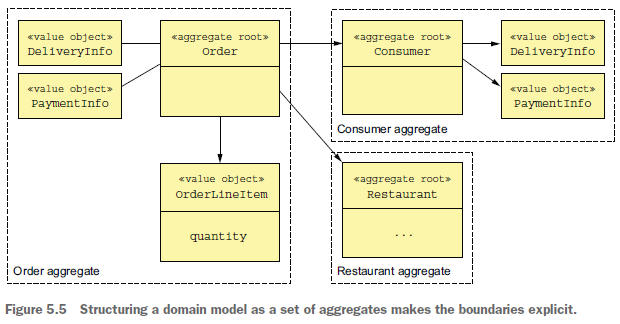 «value object»
DeliveryInfo
«value object»
PaymentInfo
«aggregate root»
Order
«value object»
OrderLineItem
quantity
Order aggregate
«aggregate root»
Consumer
«value object»
DeliveryInfo
«value object»
PaymentInfo
Consumer aggregate
«aggregate root»
Restaurant
...
Restaurant aggregate
Figure 5.5 Structuring a domain model as a set of aggregates makes the boundaries explicit.